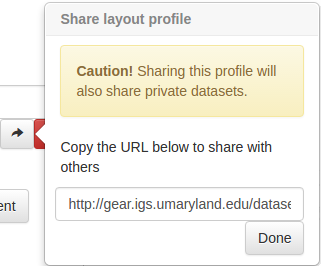 Share layout profile
Caution! Sharing this profile will
also share private datasets.
Copy the URL below to share with
others
http://gear.igs.umaryland.edu/datase
ent
Done